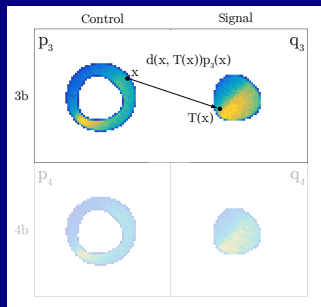 Control Signal
p₃ q₃
d(x, T(x))p₃(x)
x
3b
T(x)
p₄ q₄
4b